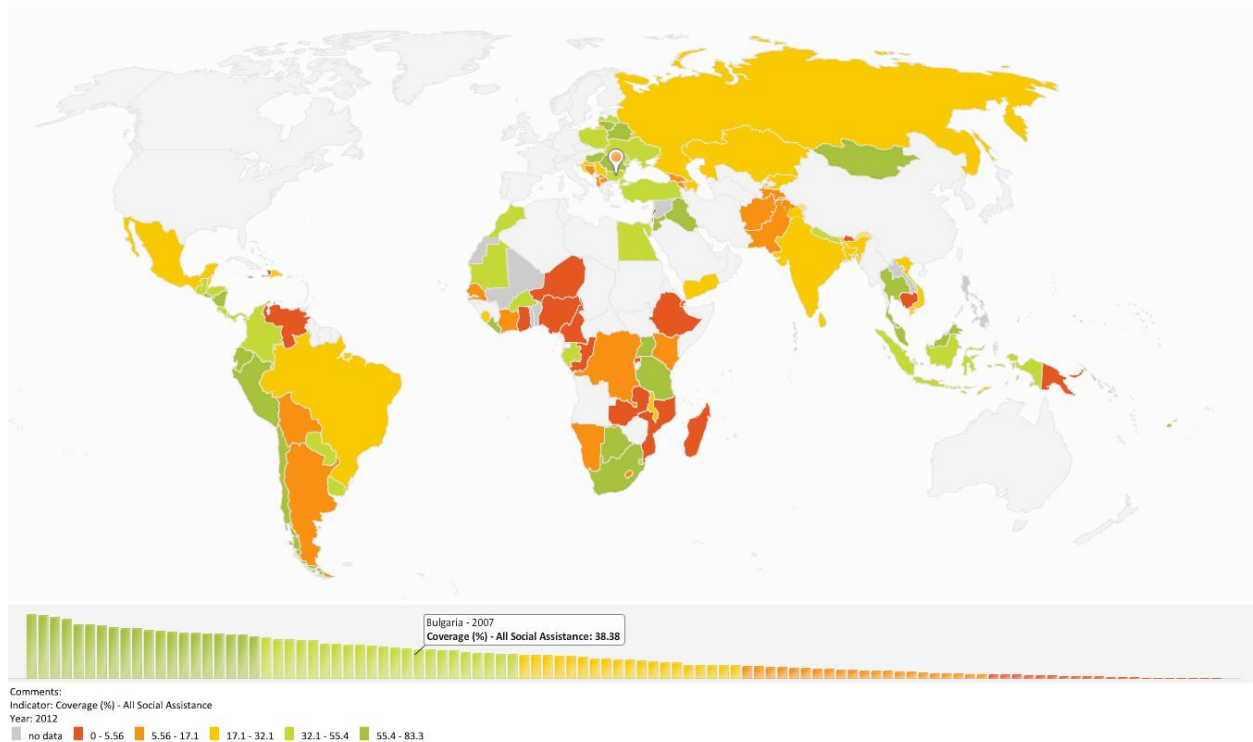 Bulgaria - 2007
Coverage (%) - All Social Assistance: 38.38
Comments:
Indicator: Coverage (%) - All Social Assistance
Year: 2012
no data 0 - 5.56 5.56 - 17.1 17.1 - 32.1 32.1 - 55.4 55.4 - 83.3